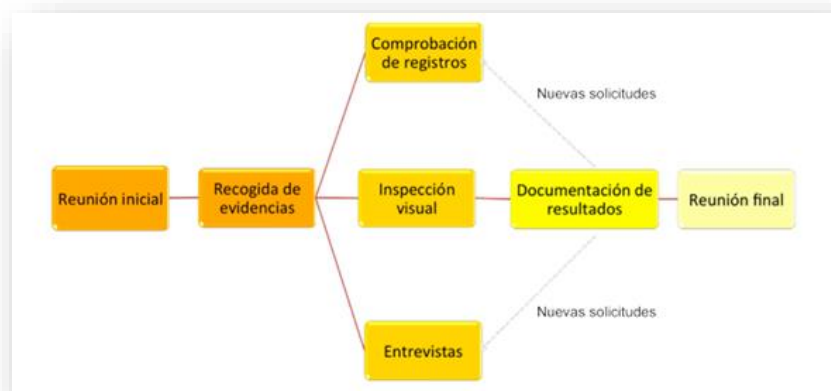 Comprobación
de registros
Nuevas solicitudes
Reunión inicial
Recogida de
evidencias
Inspección
visual
Documentación de
resultados
Reunión final
Nuevas solicitudes
Entrevistas